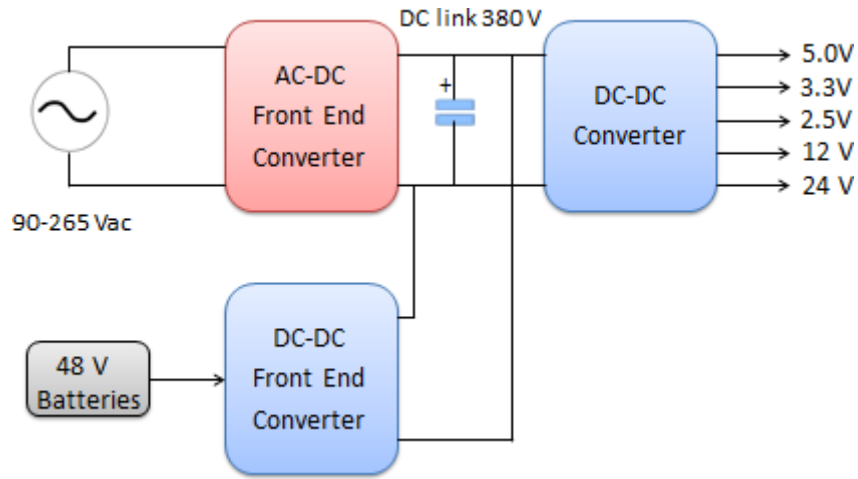 DC link 380 V
AC-DC
Front End
Converter
+
DC-DC
Converter
5.0V
3.3V
2.5V
12 V
24 V
90-265 Vac
DC-DC
Front End
Converter
48 V
Batteries